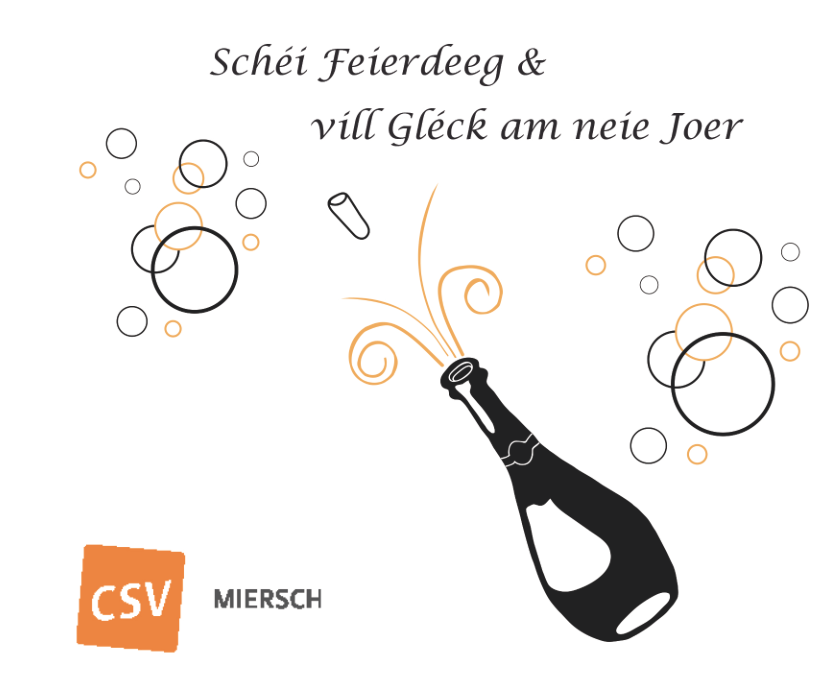 Schéi Feierdeeg &
vill Gléck am neie Joer
CSV MIERSCH